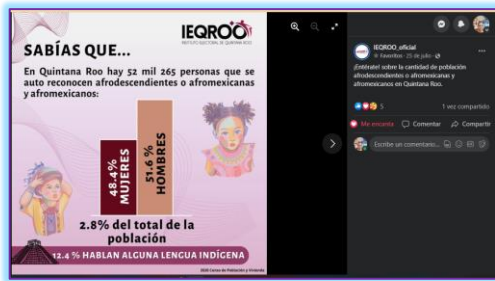 IEQROO
INSTITUTO ELECTORAL DE QUINTANA ROO
SABÍAS QUE...
En Quintana Roo hay 52 mil 265 personas que se
auto reconocen afrodescendientes o afromexicanas
y afromexicanos:
48.4%
MUJERES
51.6 %
HOMBRES
2.8% del total de la
población
12.4 % HABLAN ALGUNA LENGUA INDÍGENA
2020 Censo de Población y Vivienda
IEQROO_oficial
Favoritos · 25 de julio
¡Entérate! sobre la cantidad de población
afrodescendientes o afromexicanas y
afromexicanos en Quintana Roo.
5
1 vez compartido
Me encanta
Comentar
Compartir
Escribe un comentario...